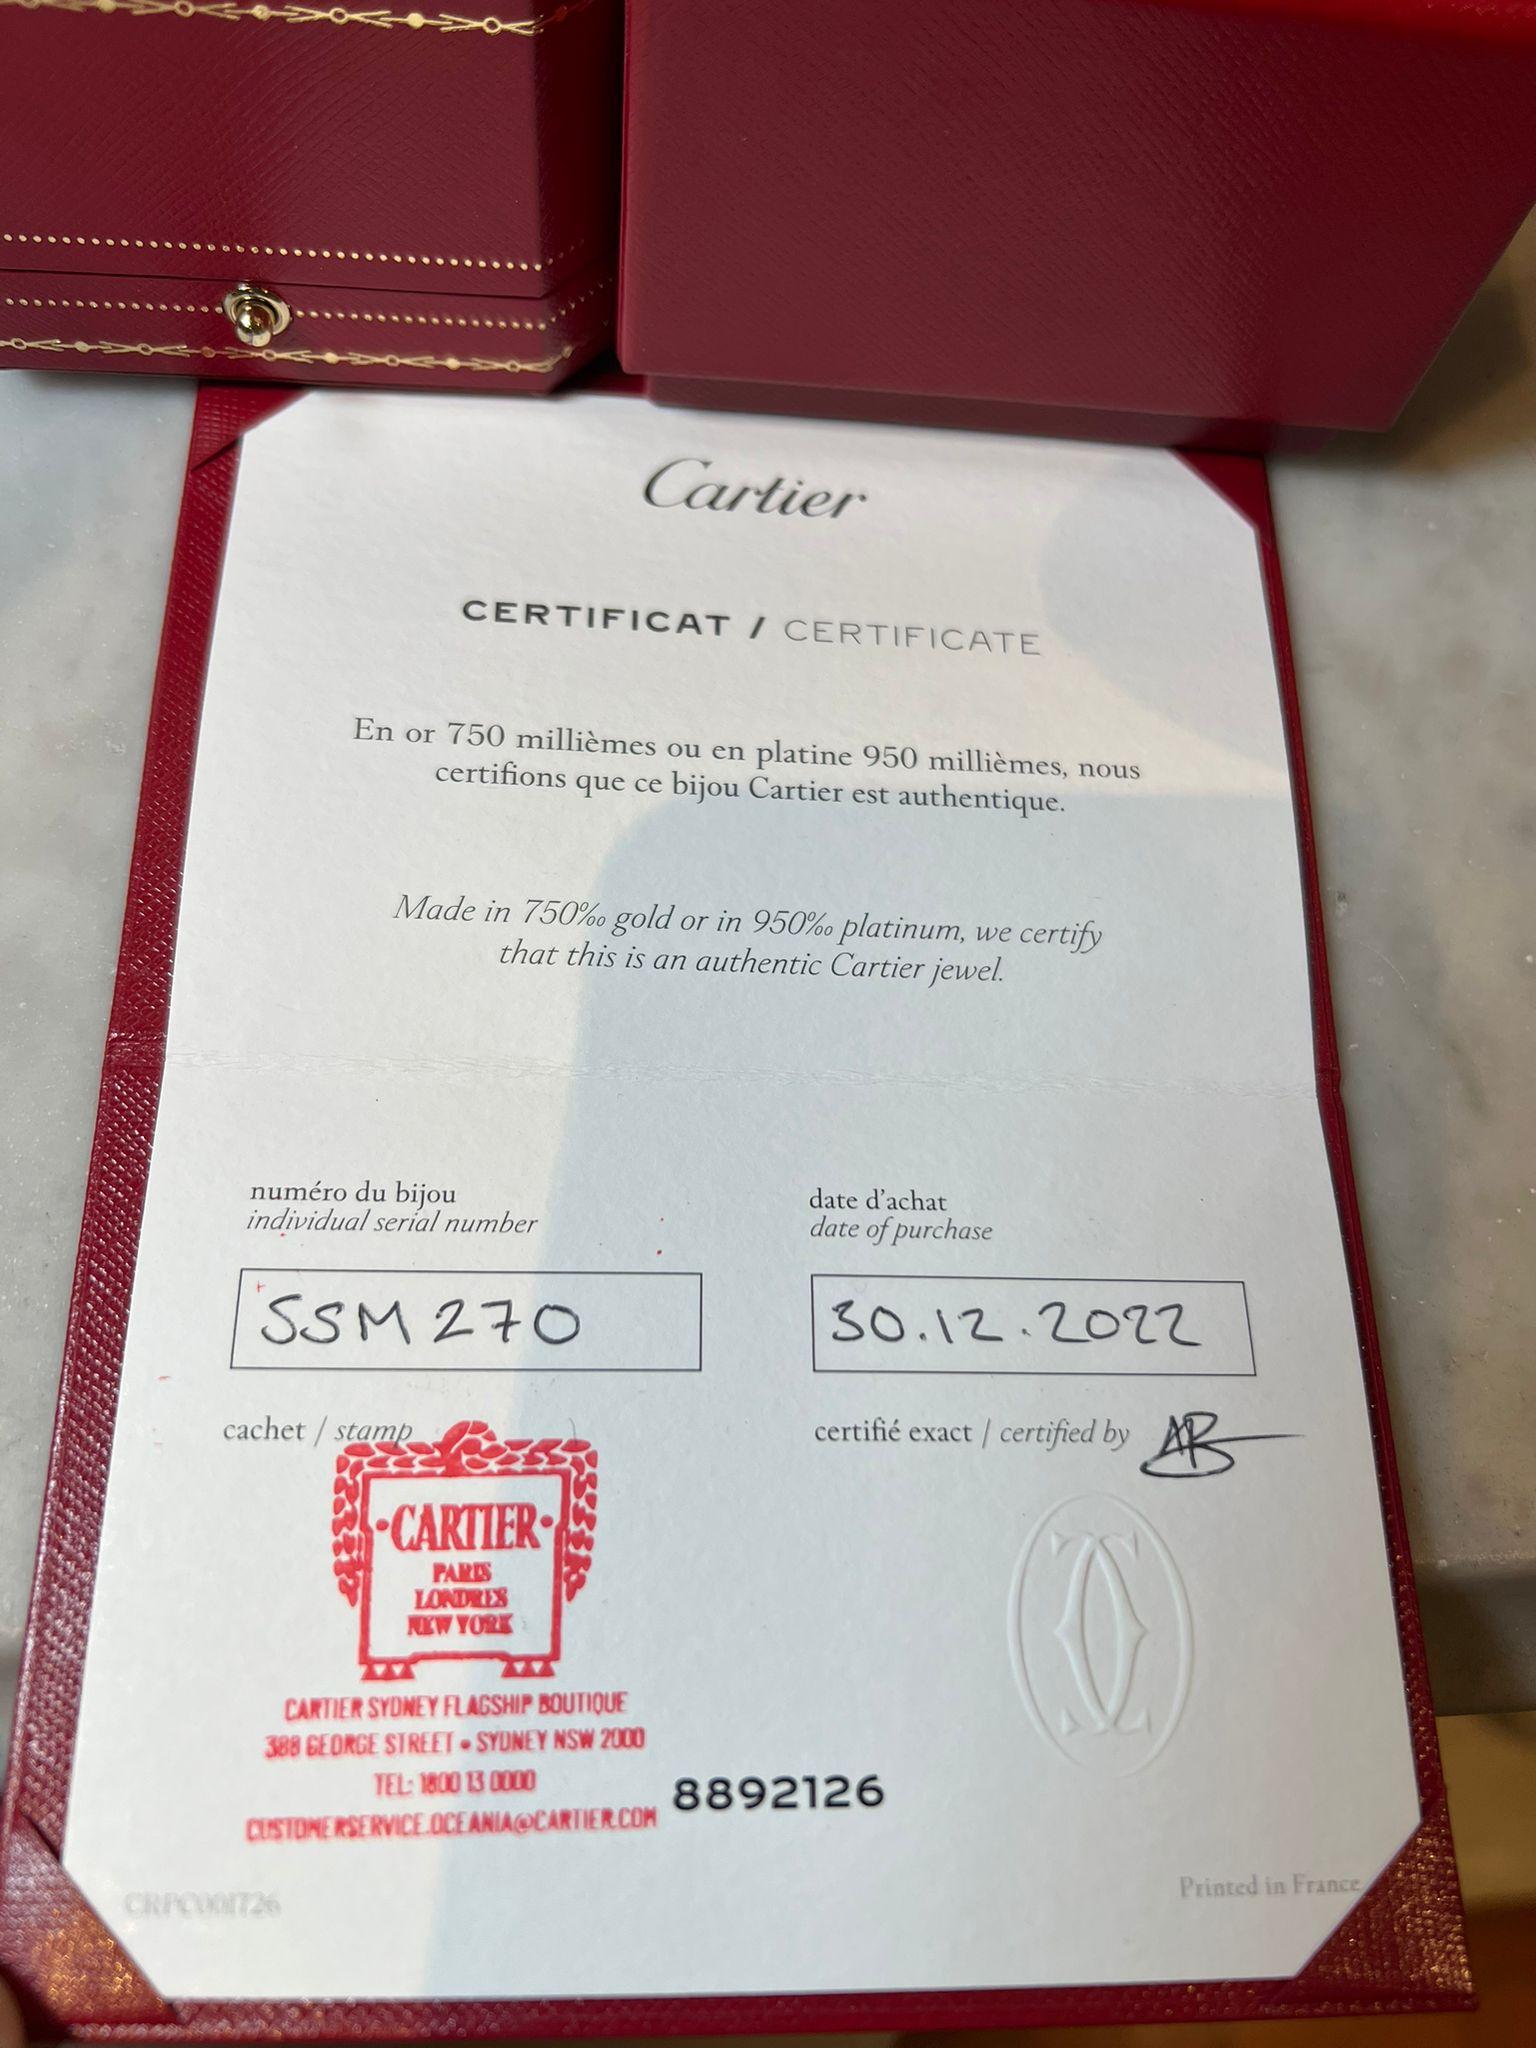 Cartier
CERTIFICAT / CERTIFICATE
En or 750 millièmes ou en platine 950 millièmes, nous
certifions que ce bijou Cartier est authentique.
Made in 750‰ gold or in 950‰ platinum, we certify
that this is an authentic Cartier jewel.
numéro du bijou
individual serial number
SSM270
date d'achat
date of purchase
30.12.2022
cachet / stamp
certifié exact / certified by AB
•CARTIER•
PARIS
LONDRES
NEW YORK
CARTIER SYDNEY FLAGSHIP BOUTIQUE
388 GEORGE STREET • SYDNEY NSW 2000
TEL: 1800 13 0000
CUSTOMERSERVICE.OCEANIA@CARTIER.COM
8892126
CRPC001726
Printed in France